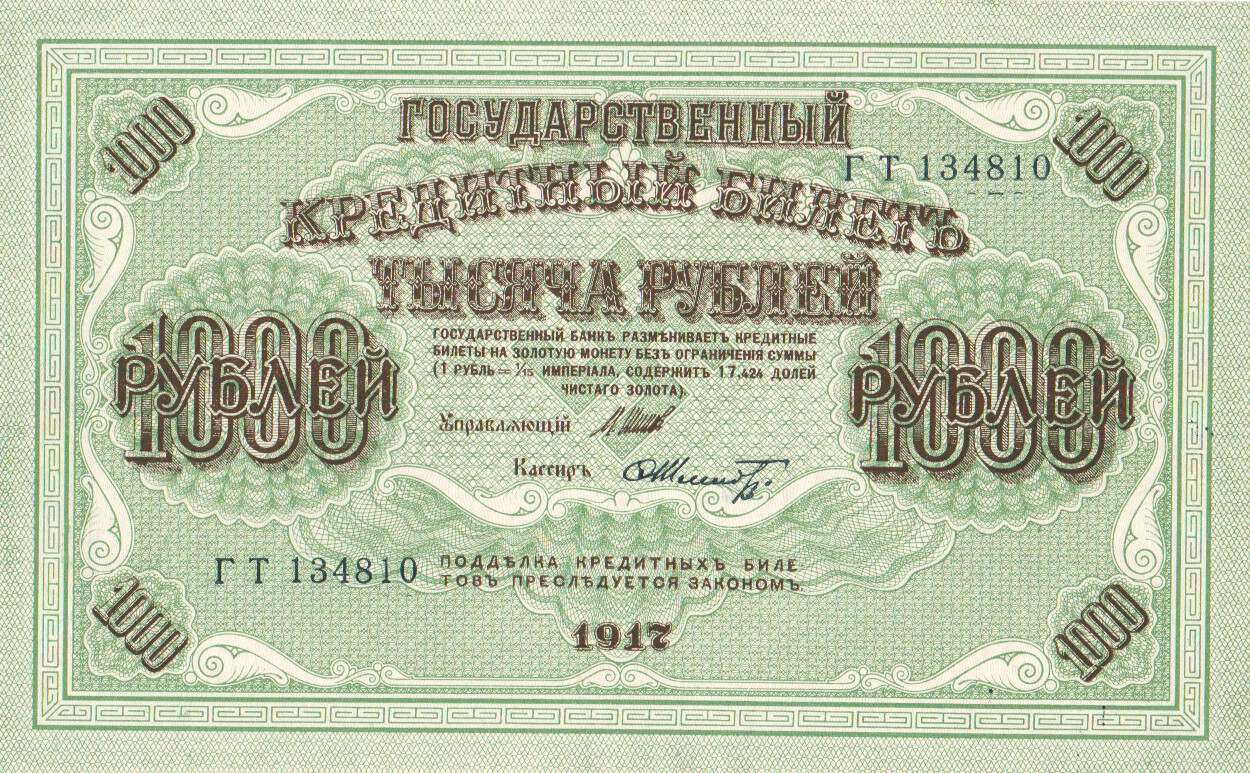 1000
1000
ГОСУДАРСТВЕННЫЙ
ГТ 134810
КРЕДИТНЫЙ БИЛЕТЪ
ТЫСЯЧА РУБЛЕЙ
ГОСУДАРСТВЕННЫЙ БАНКЪ РАЗМѢНИВАЕТЪ КРЕДИТНЫЕ
БИЛЕТЫ НА ЗОЛОТУЮ МОНЕТУ БЕЗЪ ОГРАНИЧЕНІЯ СУММЫ
(1 РУБЛЬ = 1/15 ИМПЕРІАЛА, СОДЕРЖИТЪ 17,424 ДОЛЕЙ
ЧИСТАГО ЗОЛОТА).
1000
РУБЛЕЙ
1000
РУБЛЕЙ
Управляющій
Кассиръ
ГТ 134810
ПОДДѢЛКА КРЕДИТНЫХЪ БИЛЕ-
ТОВЪ ПРЕСЛѢДУЕТСЯ ЗАКОНОМЪ.
1917
1000
1000